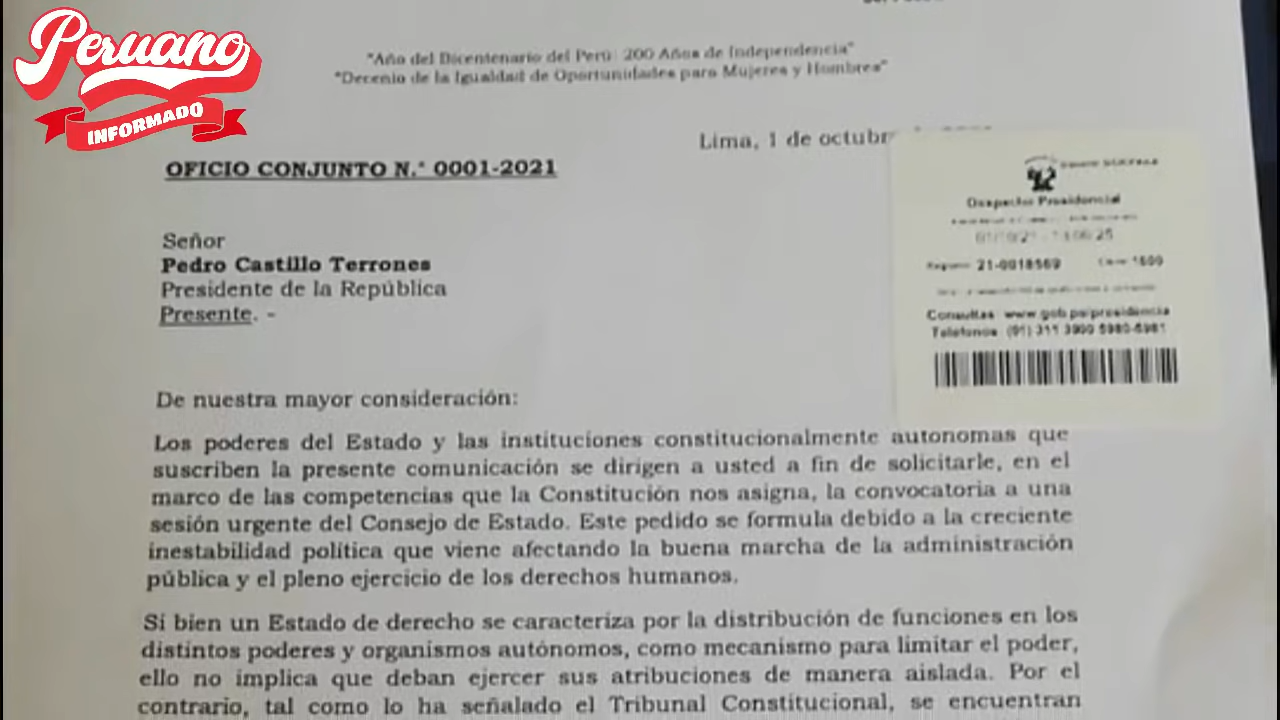 Peruano
INFORMADO
"Año del Bicentenario del Perú: 200 Años de Independencia"
"Decenio de la Igualdad de Oportunidades para Mujeres y Hombres"
Lima, 1 de octubr
OFICIO CONJUNTO N.° 0001-2021
Despacho Presidencial
21-0018569
Consultas www.gob.pe/presidencia
Teléfonos (01) 311 3900 5980-5981
Señor
Pedro Castillo Terrones
Presidente de la República
Presente. -
De nuestra mayor consideración:
Los poderes del Estado y las instituciones constitucionalmente autonomas que
suscriben la presente comunicación se dirigen a usted a fin de solicitarle, en el
marco de las competencias que la Constitución nos asigna, la convocatoria a una
sesión urgente del Consejo de Estado. Este pedido se formula debido a la creciente
inestabilidad política que viene afectando la buena marcha de la administración
pública y el pleno ejercicio de los derechos humanos.
Si bien un Estado de derecho se caracteriza por la distribución de funciones en los
distintos poderes y organismos autónomos, como mecanismo para limitar el poder,
ello no implica que deban ejercer sus atribuciones de manera aislada. Por el
contrario, tal como lo ha señalado el Tribunal Constitucional, se encuentran